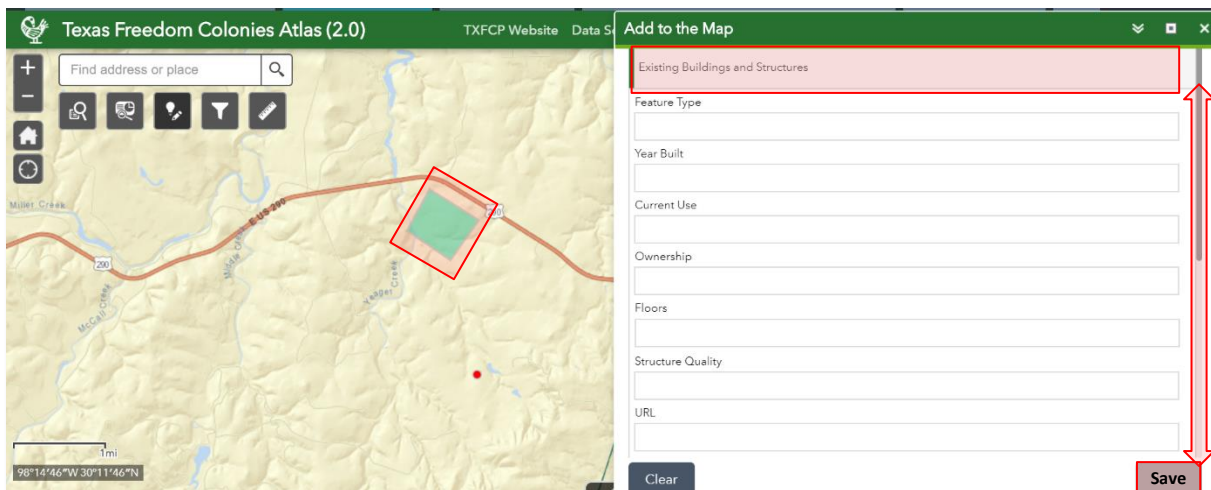 Texas Freedom Colonies Atlas (2.0)
TXFCP Website Data S
Add to the Map
Find address or place
Existing Buildings and Structures
Feature Type
Year Built
Current Use
Ownership
Floors
Structure Quality
URL
Miller Creek
E US 290
290
290
Middle Creek
Yeager Creek
McCall Creek
1mi
98°14'46"W 30°11'46"N
Clear
Save